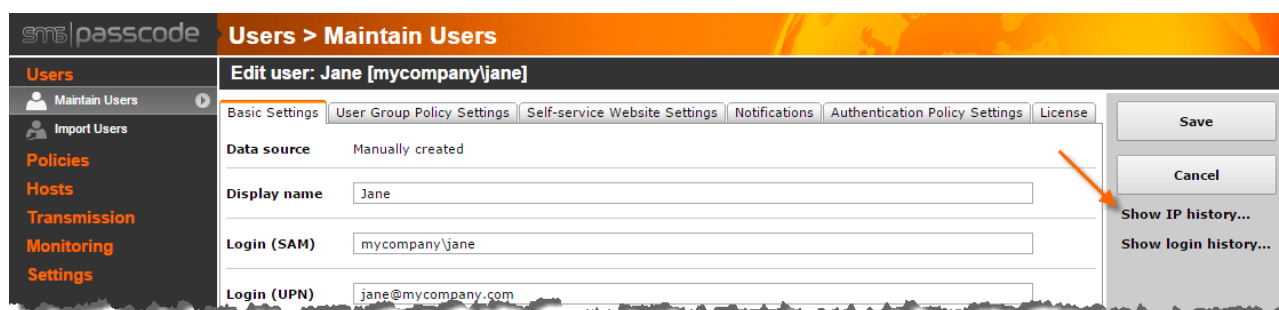 sms|passcode
Users > Maintain Users
Users
Maintain Users
Import Users
Policies
Hosts
Transmission
Monitoring
Settings
Edit user: Jane [mycompany\jane]
Basic Settings User Group Policy Settings Self-service Website Settings Notifications Authentication Policy Settings License
Data source Manually created
Display name Jane
Login (SAM) mycompany\jane
Login (UPN) jane@mycompany.com
Save
Cancel
Show IP history...
Show login history...